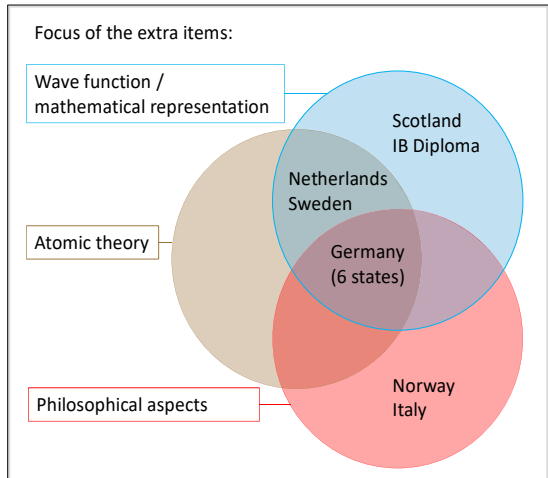 Focus of the extra items:
Wave function /
mathematical representation
Scotland
IB Diploma
Netherlands
Sweden
Atomic theory
Germany
(6 states)
Norway
Italy
Philosophical aspects